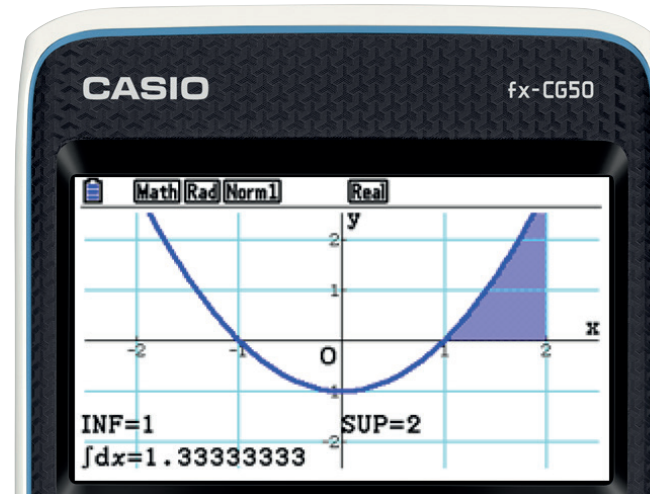 CASIO
fx-CG50
Math Rad Norm1 Real
y
2
1
x
-2 -1 O 1 2
-1
INF=1 SUP=2
-2
∫dx=1.33333333